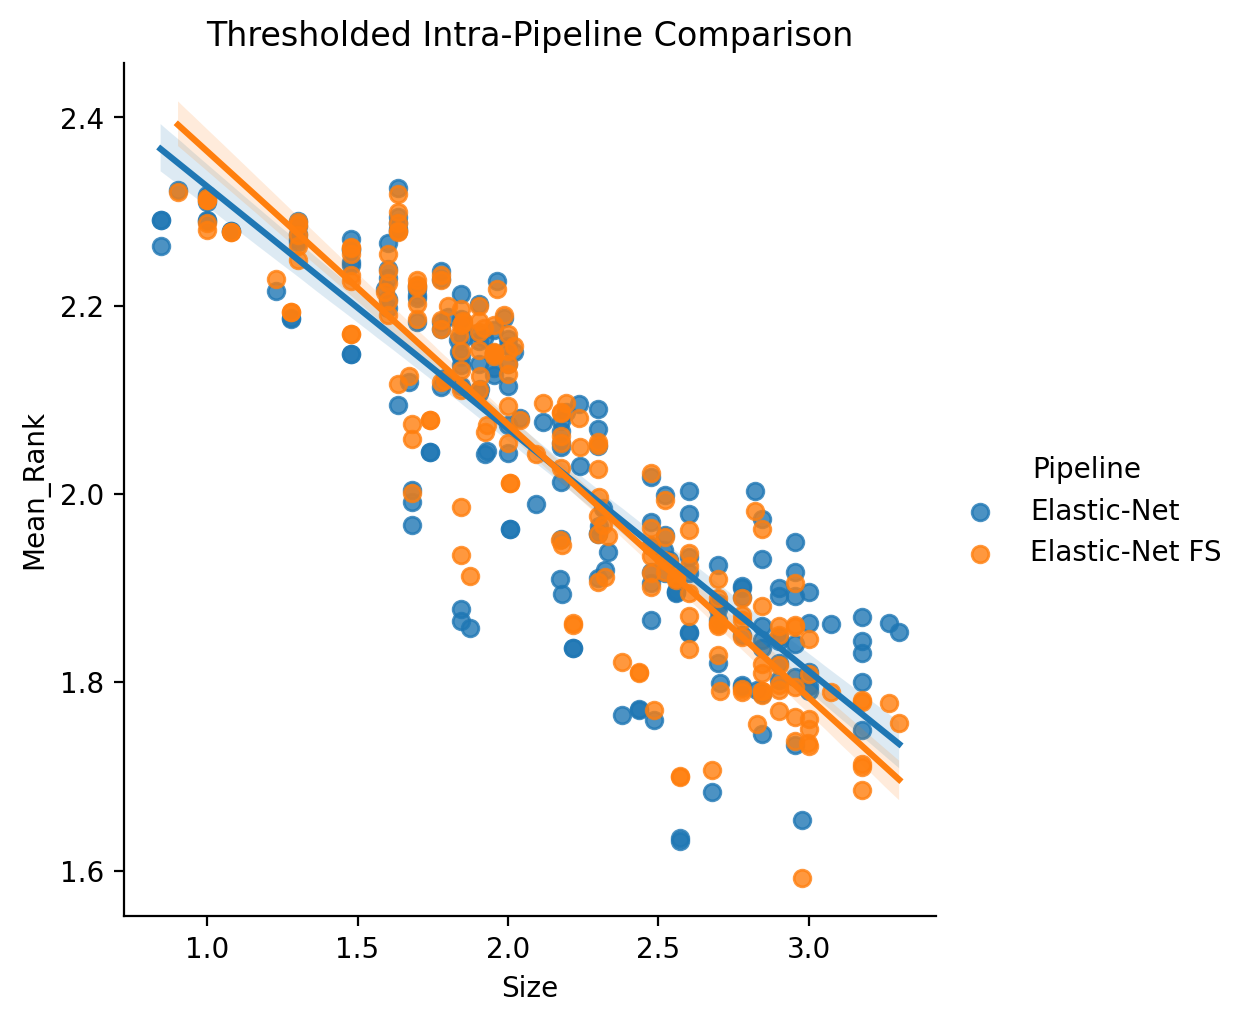 Thresholded Intra-Pipeline Comparison
2.4
2.2
2.0
1.8
1.6
Mean_Rank
1.0
1.5
2.0
2.5
3.0
Size
Pipeline
Elastic-Net
Elastic-Net FS